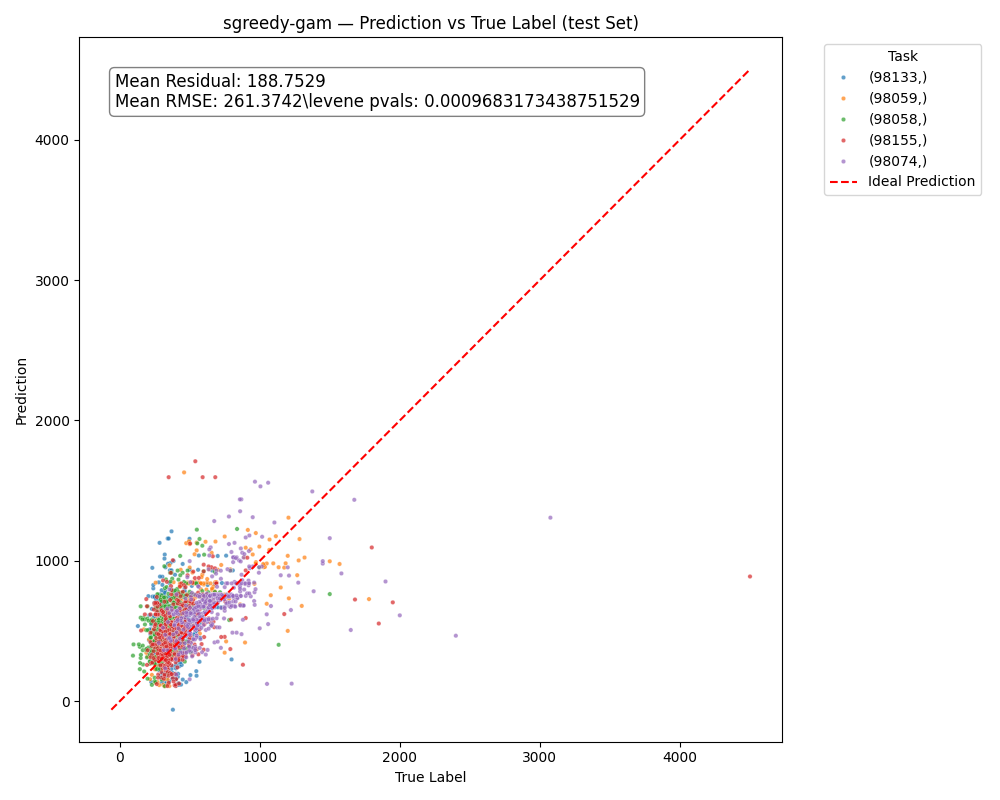 sgreedy-gam — Prediction vs True Label (test Set)
Mean Residual: 188.7529
Mean RMSE: 261.3742\levene pvals: 0.0009683173438751529
Task
(98133,)
(98059,)
(98058,)
(98155,)
(98074,)
Ideal Prediction
Prediction
4000
3000
2000
1000
0
0 1000 2000 3000 4000
True Label